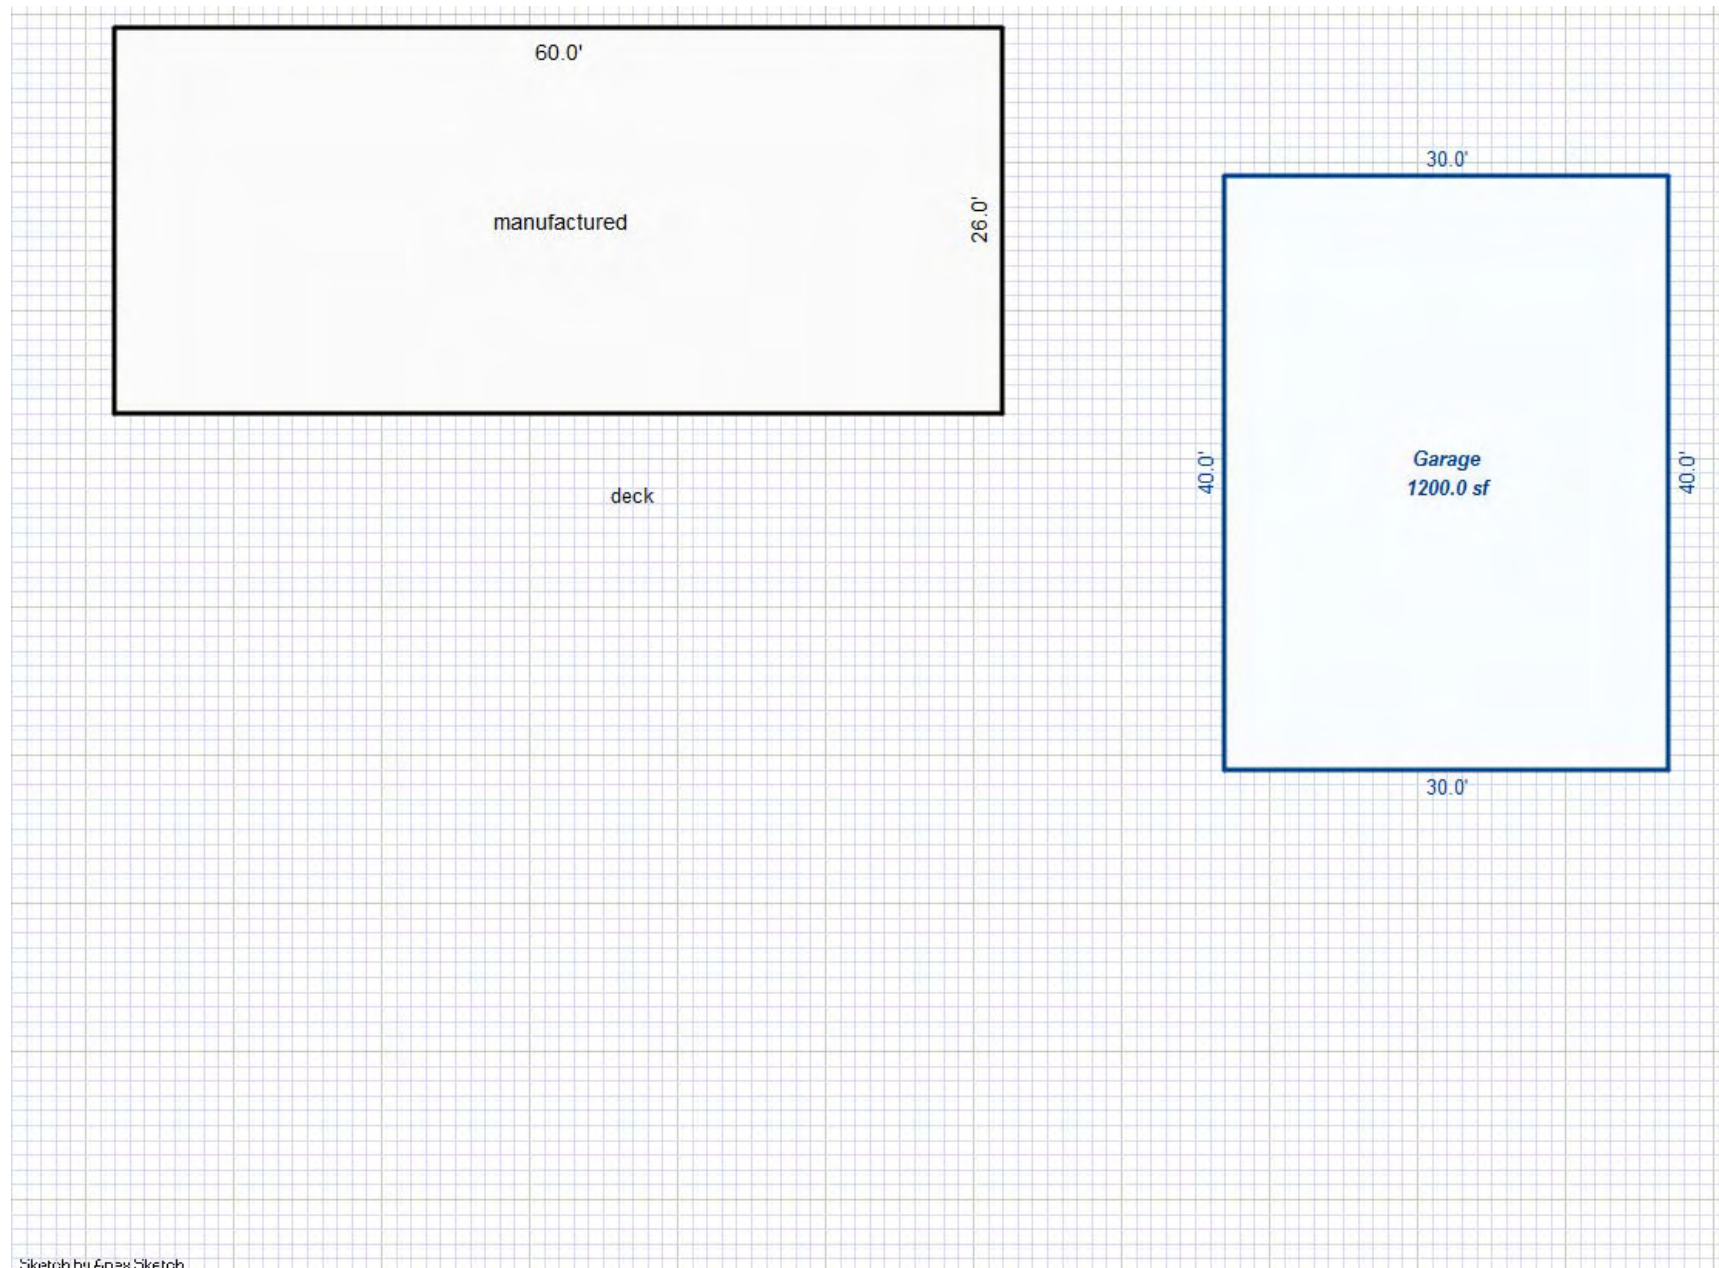 60.0'
manufactured
26.0'
deck
30.0'
40.0'
Garage
1200.0 sf
40.0'
30.0'
Sketch by Apex Sketch